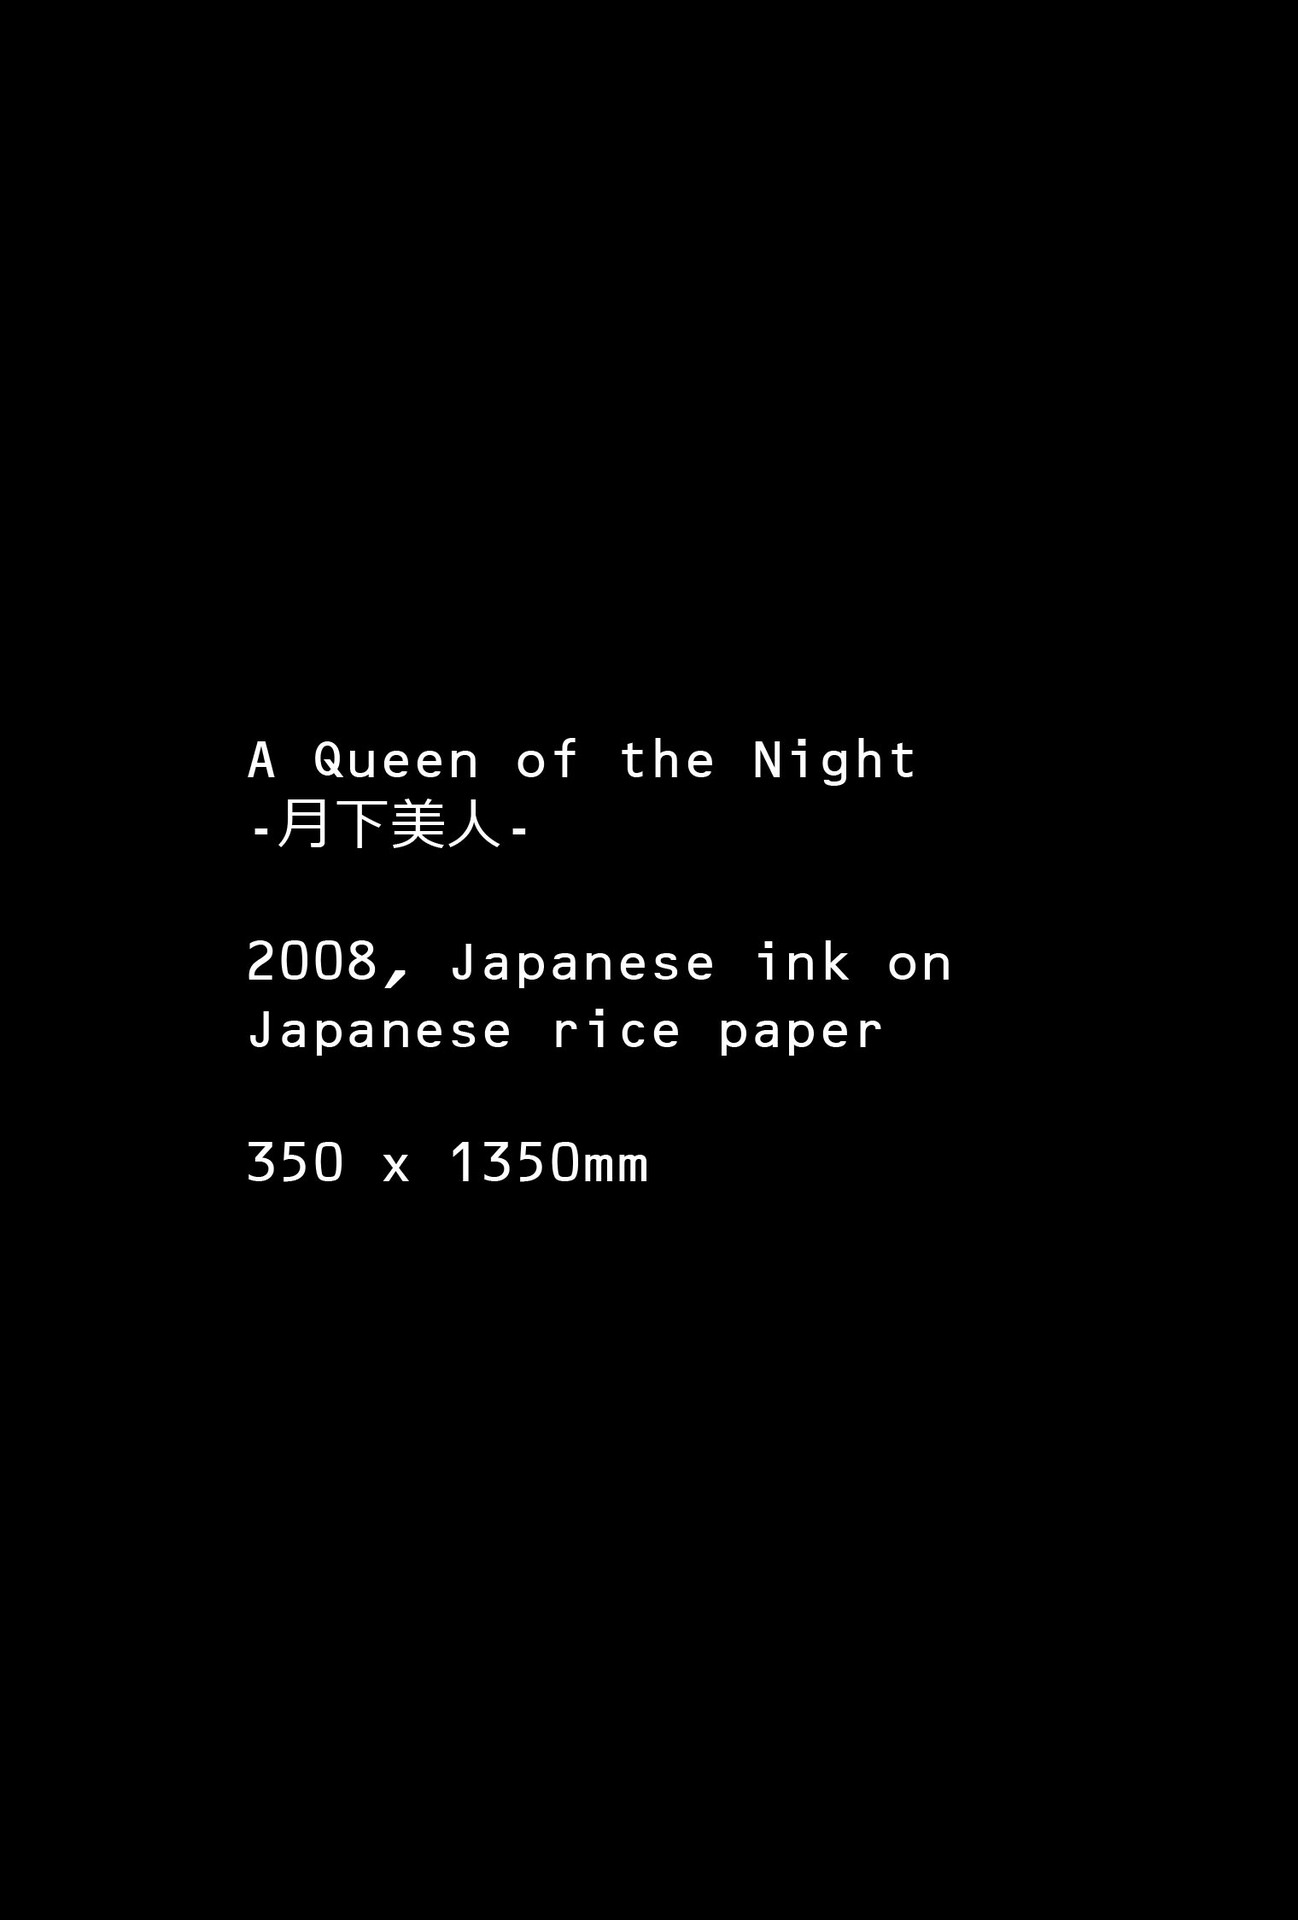 A Queen of the Night
-月下美人-
2008, Japanese ink on
Japanese rice paper
350 x 1350mm